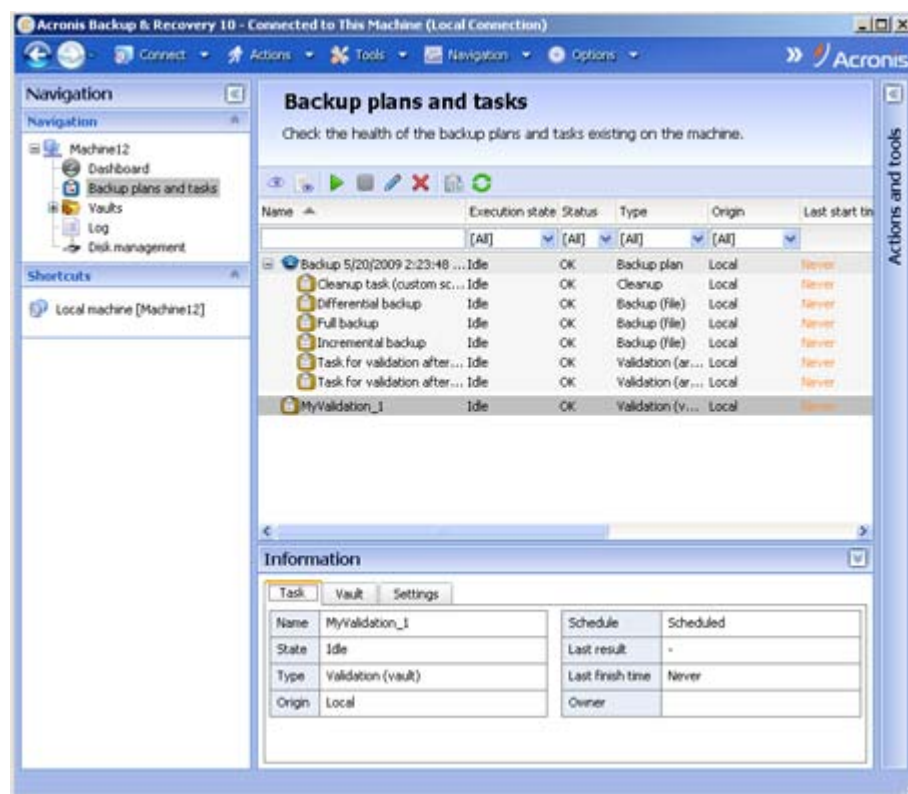 Acronis Backup & Recovery 10 - Connected to This Machine (Local Connection)
Connect Actions Tools Navigation Options Acronis
Navigation
Navigation
Machine12
Dashboard
Backup plans and tasks
Vaults
Log
Disk management
Shortcuts
Local machine [Machine12]
Backup plans and tasks
Check the health of the backup plans and tasks existing on the machine.
Name Execution state Status Type Origin Last start tin
[All] [All] [All] [All]
Backup 5/20/2009 2:23:48 ... Idle OK Backup plan Local Never
Cleanup task (custom sc... Idle OK Cleanup Local Never
Differential backup Idle OK Backup (file) Local Never
Full backup Idle OK Backup (file) Local Never
Incremental backup Idle OK Backup (file) Local Never
Task for validation after... Idle OK Validation (ar... Local Never
Task for validation after... Idle OK Validation (ar... Local Never
MyValidation_1 Idle OK Validation (v... Local Never
Information
Task Vault Settings
Name MyValidation_1 Schedule Scheduled
State Idle Last result -
Type Validation (vault) Last finish time Never
Origin Local Owner
Actions and tools